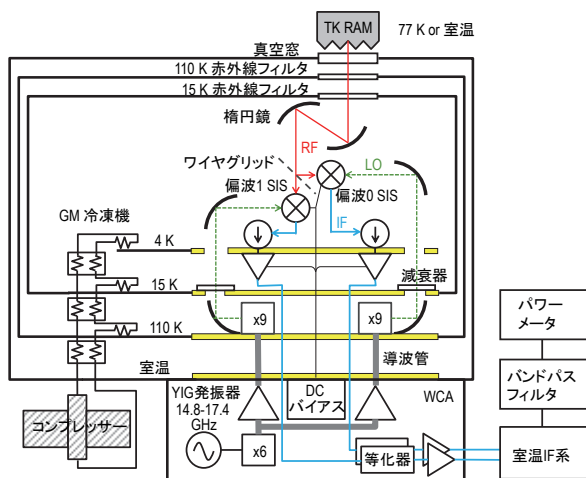 TK RAM
77 K or 室温
真空窓
110 K 赤外線フィルタ
15 K 赤外線フィルタ
楕円鏡
RF
ワイヤグリッド
LO
偏波1 SIS
偏波0 SIS
IF
GM 冷凍機
4 K
15 K
減衰器
110 K
x9
x9
室温
導波管
YIG発振器
14.8-17.4
GHz
DC
バイアス
WCA
コンプレッサー
x6
等化器
パワー
メータ
バンドパス
フィルタ
室温IF系